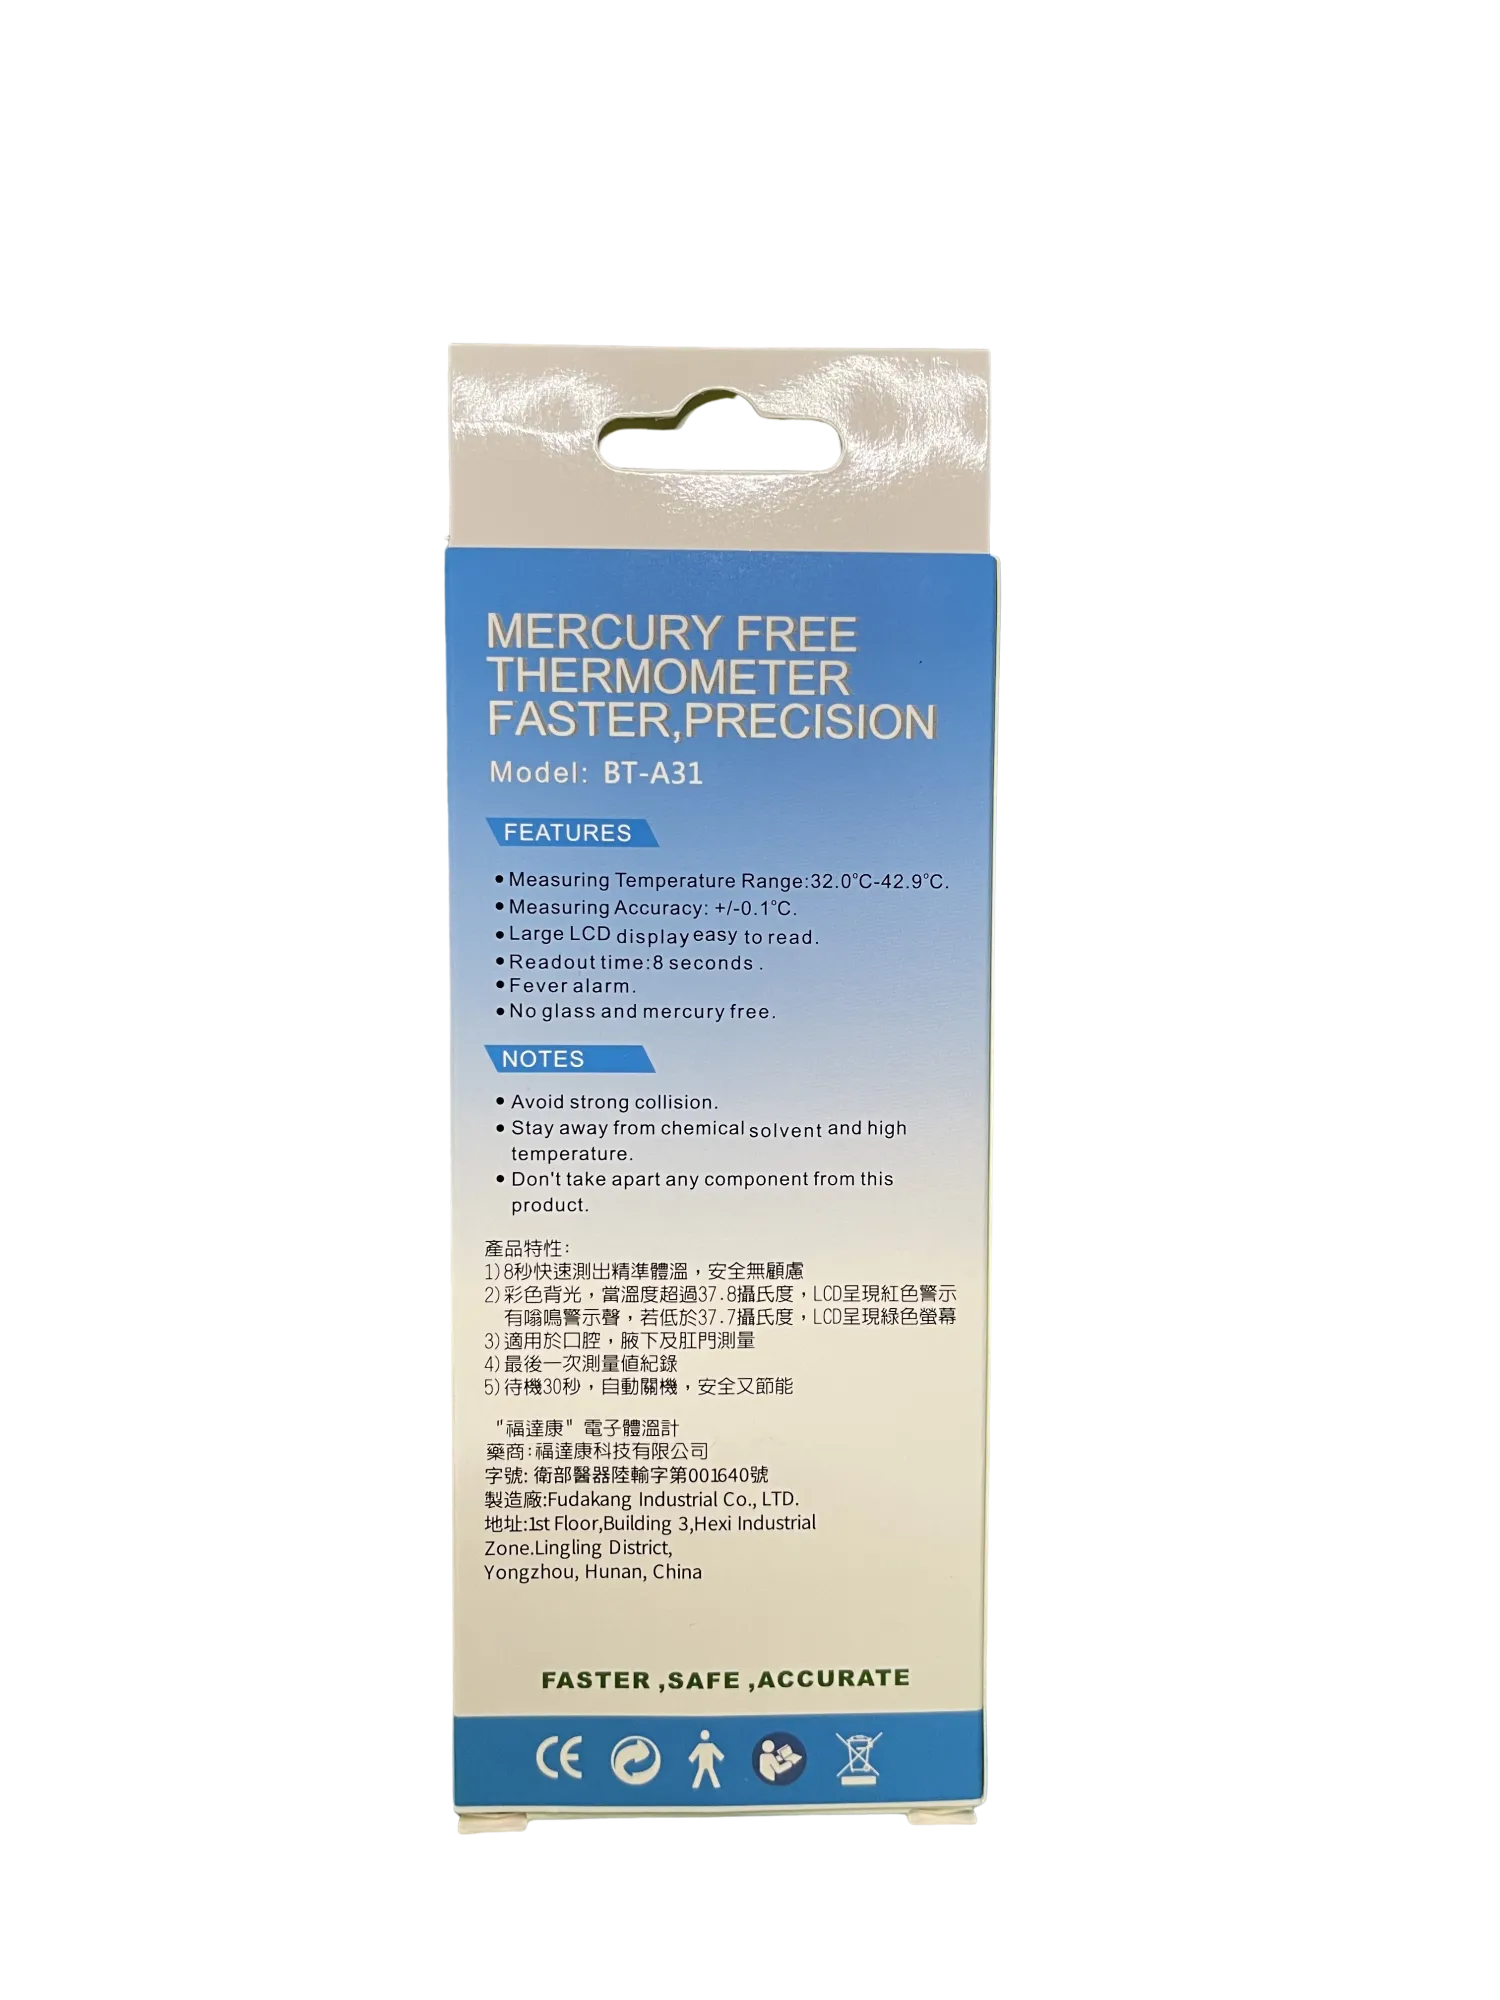 MERCURY FREE
THERMOMETER
FASTER,PRECISION
Model: BT-A31
FEATURES
• Measuring Temperature Range:32.0°C-42.9°C.
• Measuring Accuracy: +/-0.1°C.
• Large LCD display easy to read.
• Readout time:8 seconds .
• Fever alarm.
• No glass and mercury free.
NOTES
• Avoid strong collision.
• Stay away from chemical solvent and high
temperature.
• Don't take apart any component from this
product.
產品特性:
1)8秒快速測出精準體溫，安全無顧慮
2)彩色背光，當溫度超過37.8攝氏度，LCD呈現紅色警示
有嗡鳴警示聲，若低於37.7攝氏度，LCD呈現綠色螢幕
3)適用於口腔，腋下及肛門測量
4)最後一次測量值紀錄
5)待機30秒，自動關機，安全又節能
"福達康" 電子體溫計
藥商:福達康科技有限公司
字號: 衛部醫器陸輸字第001640號
製造廠:Fudakang Industrial Co., LTD.
地址:1st Floor,Building 3,Hexi Industrial
Zone.Lingling District,
Yongzhou, Hunan, China
FASTER ,SAFE ,ACCURATE
CE